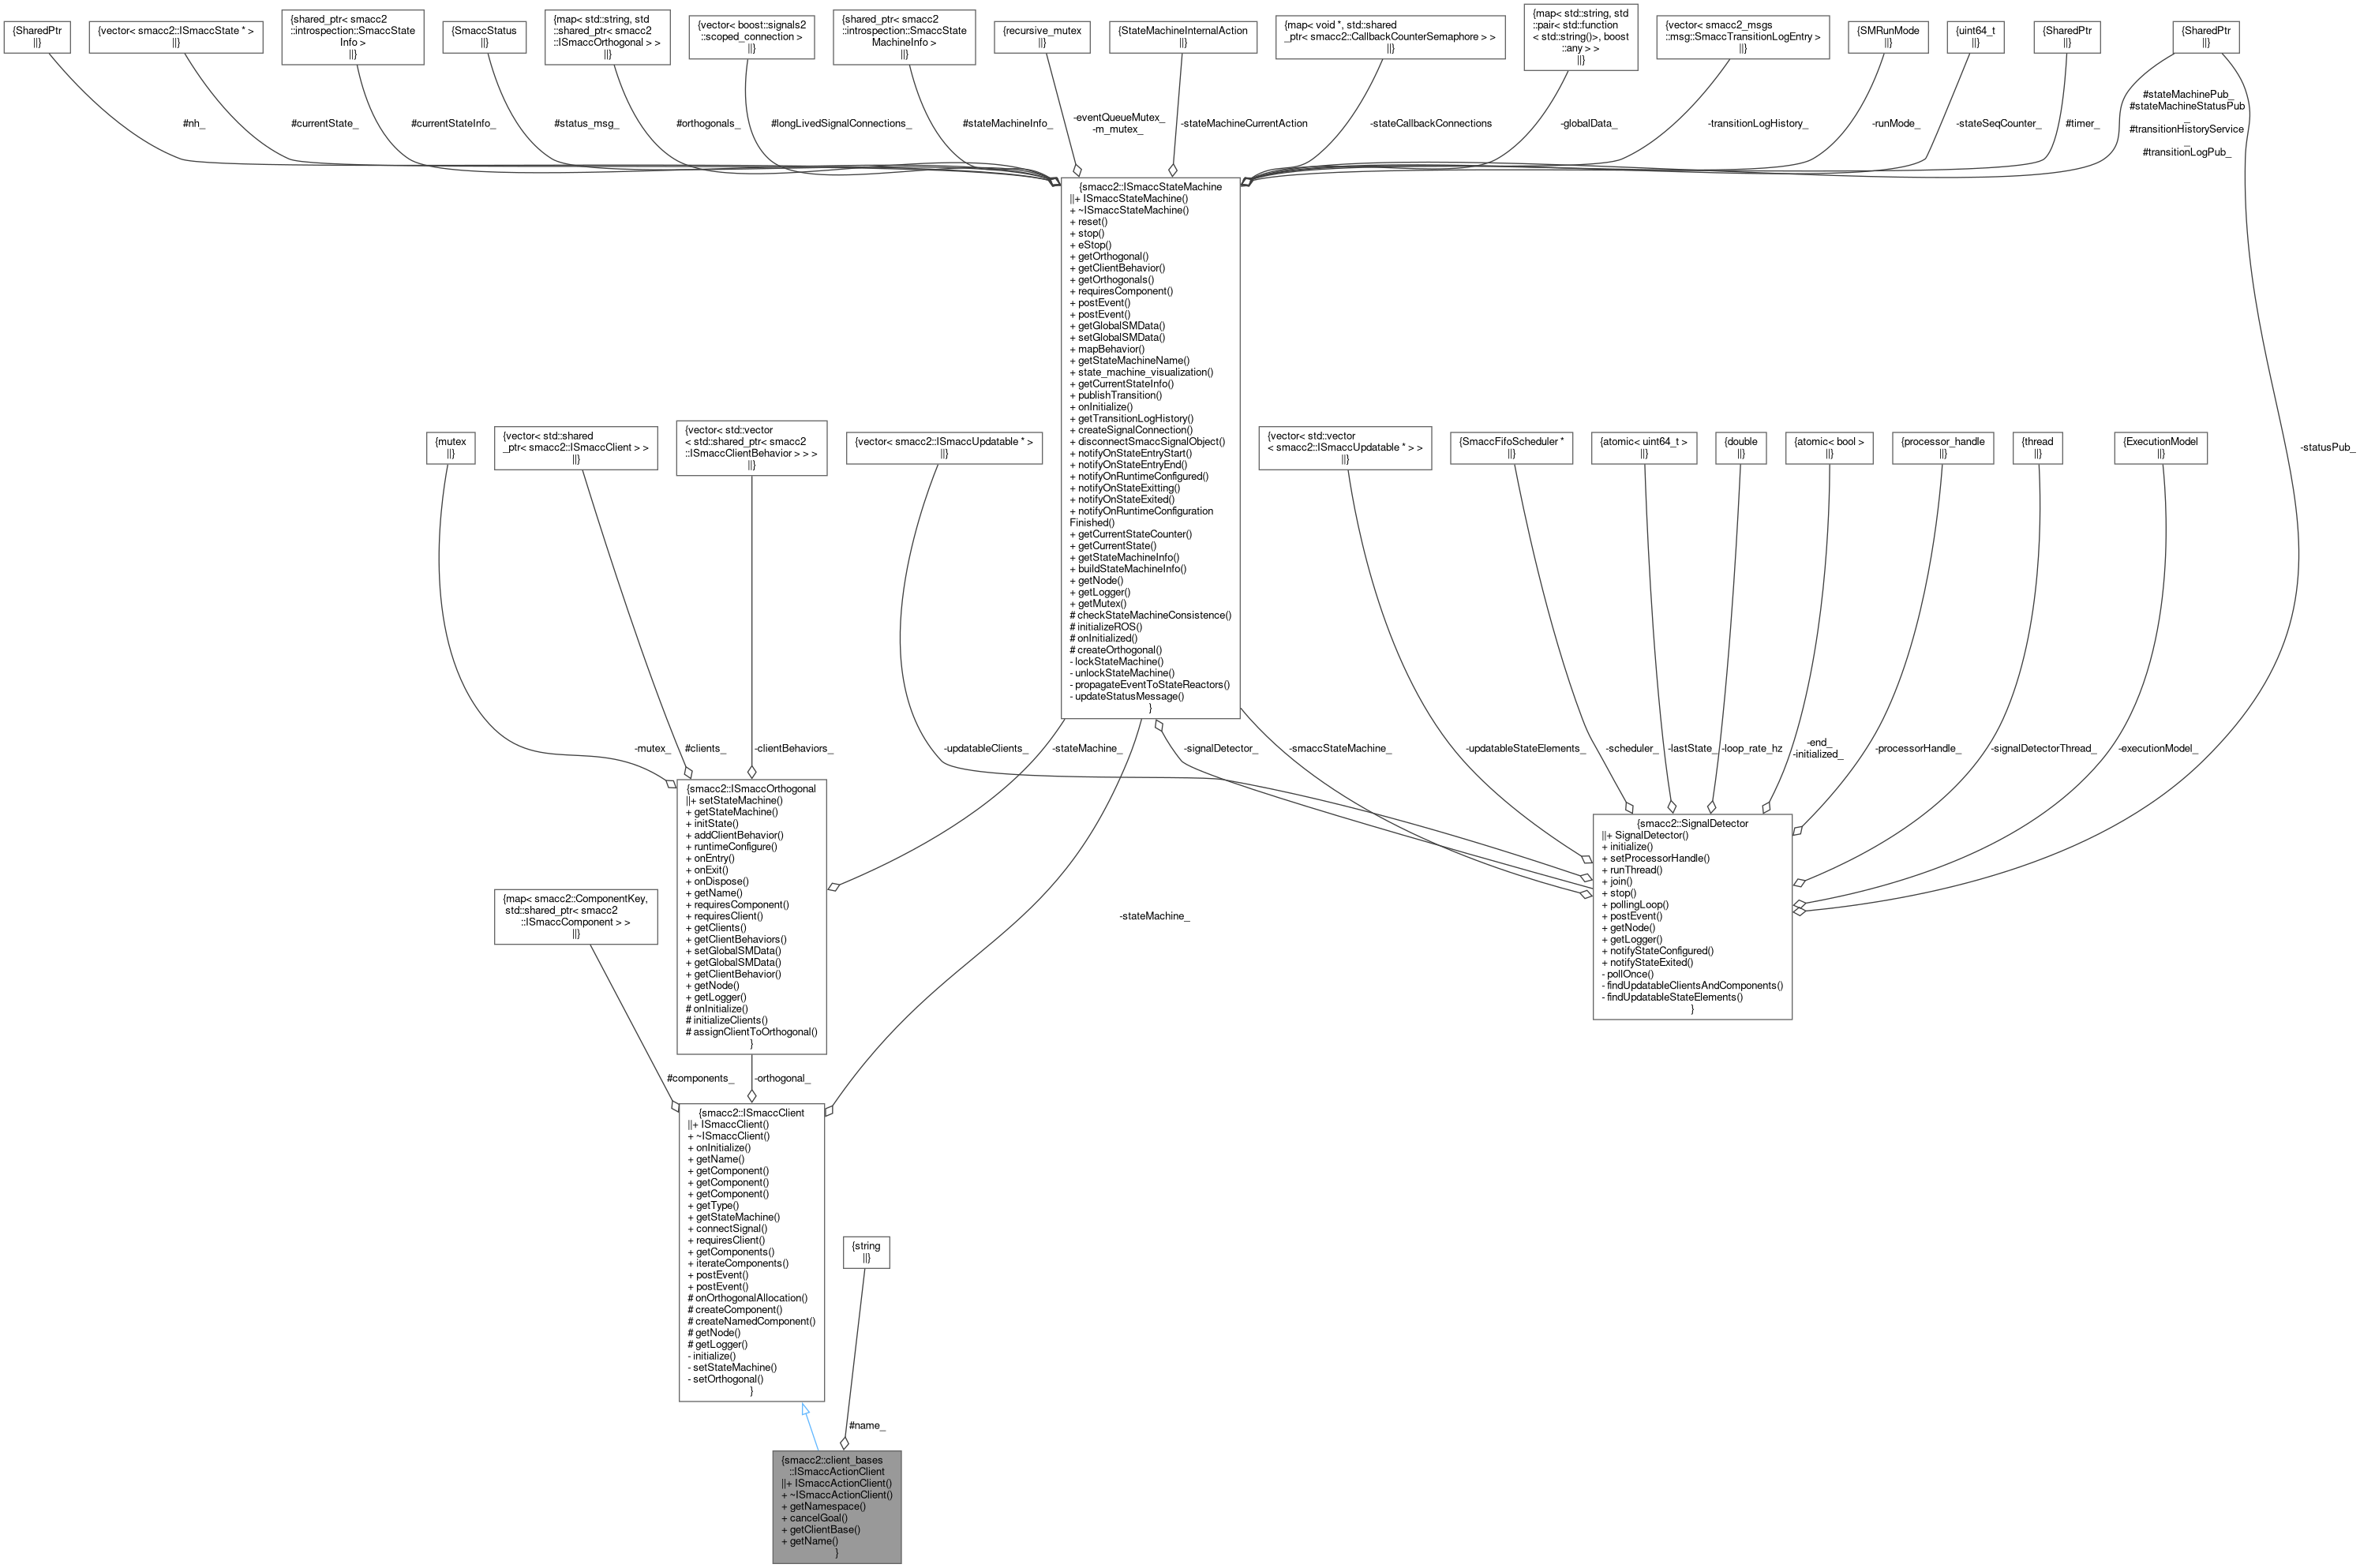 {SharedPtr
||}
{vector< smacc2::ISmaccState * >
||}
{shared_ptr< smacc2
::introspection::SmaccState
Info >
||}
{SmaccStatus
||}
{map< std::string, std
::shared_ptr< smacc2
::ISmaccOrthogonal > >
||}
{vector< boost::signals2
::scoped_connection >
||}
{shared_ptr< smacc2
::introspection::SmaccState
MachineInfo >
||}
{recursive_mutex
||}
{StateMachineInternalAction
||}
{map< void *, std::shared
_ptr< smacc2::CallbackCounterSemaphore > >
||}
{map< std::string, std
::pair< std::function
< std::string()>, boost
::any > >
||}
{vector< smacc2_msgs
::msg::SmaccTransitionLogEntry >
||}
{SMRunMode
||}
{uint64_t
||}
{SharedPtr
||}
{SharedPtr
||}
#nh_
#currentState_
#currentStateInfo_
#status_msg_
#orthogonals_
#longLivedSignalConnections_
#stateMachineInfo_
-eventQueueMutex_
-m_mutex_
-stateMachineCurrentAction
-stateCallbackConnections
-globalData_
-transitionLogHistory_
-runMode_
-stateSeqCounter_
#timer_
#stateMachinePub_
#stateMachineStatusPub
_
#transitionHistoryService
_
#transitionLogPub_
{smacc2::ISmaccStateMachine
||+ ISmaccStateMachine()
+ ~ISmaccStateMachine()
+ reset()
+ stop()
+ eStop()
+ getOrthogonal()
+ getClientBehavior()
+ getOrthogonals()
+ requiresComponent()
+ postEvent()
+ postEvent()
+ getGlobalSMData()
+ setGlobalSMData()
+ mapBehavior()
+ getStateMachineName()
+ state_machine_visualization()
+ getCurrentStateInfo()
+ publishTransition()
+ onInitialize()
+ getTransitionLogHistory()
+ createSignalConnection()
+ disconnectSmaccSignalObject()
+ notifyOnStateEntryStart()
+ notifyOnStateEntryEnd()
+ notifyOnRuntimeConfigured()
+ notifyOnStateExitting()
+ notifyOnStateExited()
+ notifyOnRuntimeConfiguration
Finished()
+ getCurrentStateCounter()
+ getCurrentState()
+ getStateMachineInfo()
+ buildStateMachineInfo()
+ getNode()
+ getLogger()
+ getMutex()
# checkStateMachineConsistence()
# initializeROS()
# onInitialized()
# createOrthogonal()
- lockStateMachine()
- unlockStateMachine()
- propagateEventToStateReactors()
- updateStatusMessage()
}
-statusPub_
{mutex
||}
{vector< std::shared
_ptr< smacc2::ISmaccClient > >
||}
{vector< std::vector
< std::shared_ptr< smacc2
::ISmaccClientBehavior > > >
||}
{vector< smacc2::ISmaccUpdatable * >
||}
{vector< std::vector
< smacc2::ISmaccUpdatable * > >
||}
{SmaccFifoScheduler *
||}
{atomic< uint64_t >
||}
{double
||}
{atomic< bool >
||}
{processor_handle
||}
{thread
||}
{ExecutionModel
||}
-mutex_
#clients_
-clientBehaviors_
-updatableClients_
-stateMachine_
-signalDetector_
-smaccStateMachine_
-updatableStateElements_
-scheduler_
-lastState_
-loop_rate_hz
-end_
-initialized_
-processorHandle_
-signalDetectorThread_
-executionModel_
{smacc2::ISmaccOrthogonal
||+ setStateMachine()
+ getStateMachine()
+ initState()
+ addClientBehavior()
+ runtimeConfigure()
+ onEntry()
+ onExit()
+ onDispose()
+ getName()
+ requiresComponent()
+ requiresClient()
+ getClients()
+ getClientBehaviors()
+ setGlobalSMData()
+ getGlobalSMData()
+ getClientBehavior()
+ getNode()
+ getLogger()
# onInitialize()
# initializeClients()
# assignClientToOrthogonal()
}
{smacc2::SignalDetector
||+ SignalDetector()
+ initialize()
+ setProcessorHandle()
+ runThread()
+ join()
+ stop()
+ pollingLoop()
+ postEvent()
+ getNode()
+ getLogger()
+ notifyStateConfigured()
+ notifyStateExited()
- pollOnce()
- findUpdatableClientsAndComponents()
- findUpdatableStateElements()
}
{map< smacc2::ComponentKey,
std::shared_ptr< smacc2
::ISmaccComponent > >
||}
-stateMachine_
#components_
-orthogonal_
{smacc2::ISmaccClient
||+ ISmaccClient()
+ ~ISmaccClient()
+ onInitialize()
+ getName()
+ getComponent()
+ getComponent()
+ getComponent()
+ getType()
+ getStateMachine()
+ connectSignal()
+ requiresClient()
+ getComponents()
+ iterateComponents()
+ postEvent()
+ postEvent()
# onOrthogonalAllocation()
# createComponent()
# createNamedComponent()
# getNode()
# getLogger()
- initialize()
- setStateMachine()
- setOrthogonal()
}
{string
||}
#name_
{smacc2::client_bases
::ISmaccActionClient
||+ ISmaccActionClient()
+ ~ISmaccActionClient()
+ getNamespace()
+ cancelGoal()
+ getClientBase()
+ getName()
}